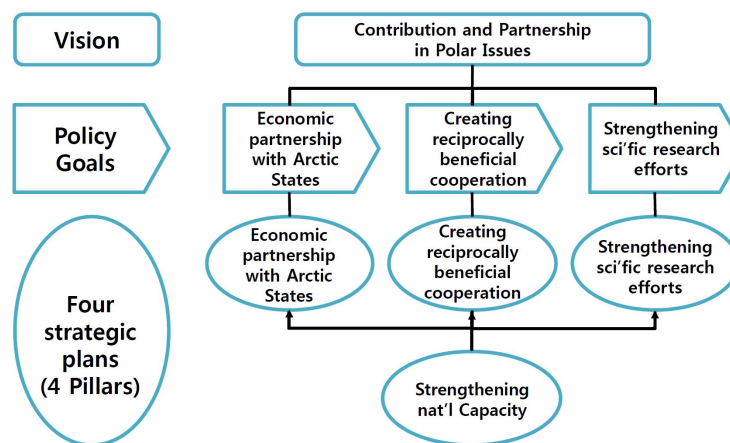 Vision
Contribution and Partnership
in Polar Issues
Policy
Goals
Economic
partnership
with Arctic
States
Creating
reciprocally
beneficial
cooperation
Strengthening
sci'fic research
efforts
Four
strategic
plans
(4 Pillars)
Economic
partnership
with Arctic
States
Creating
reciprocally
beneficial
cooperation
Strengthening
sci'fic research
efforts
Strengthening
nat'l Capacity